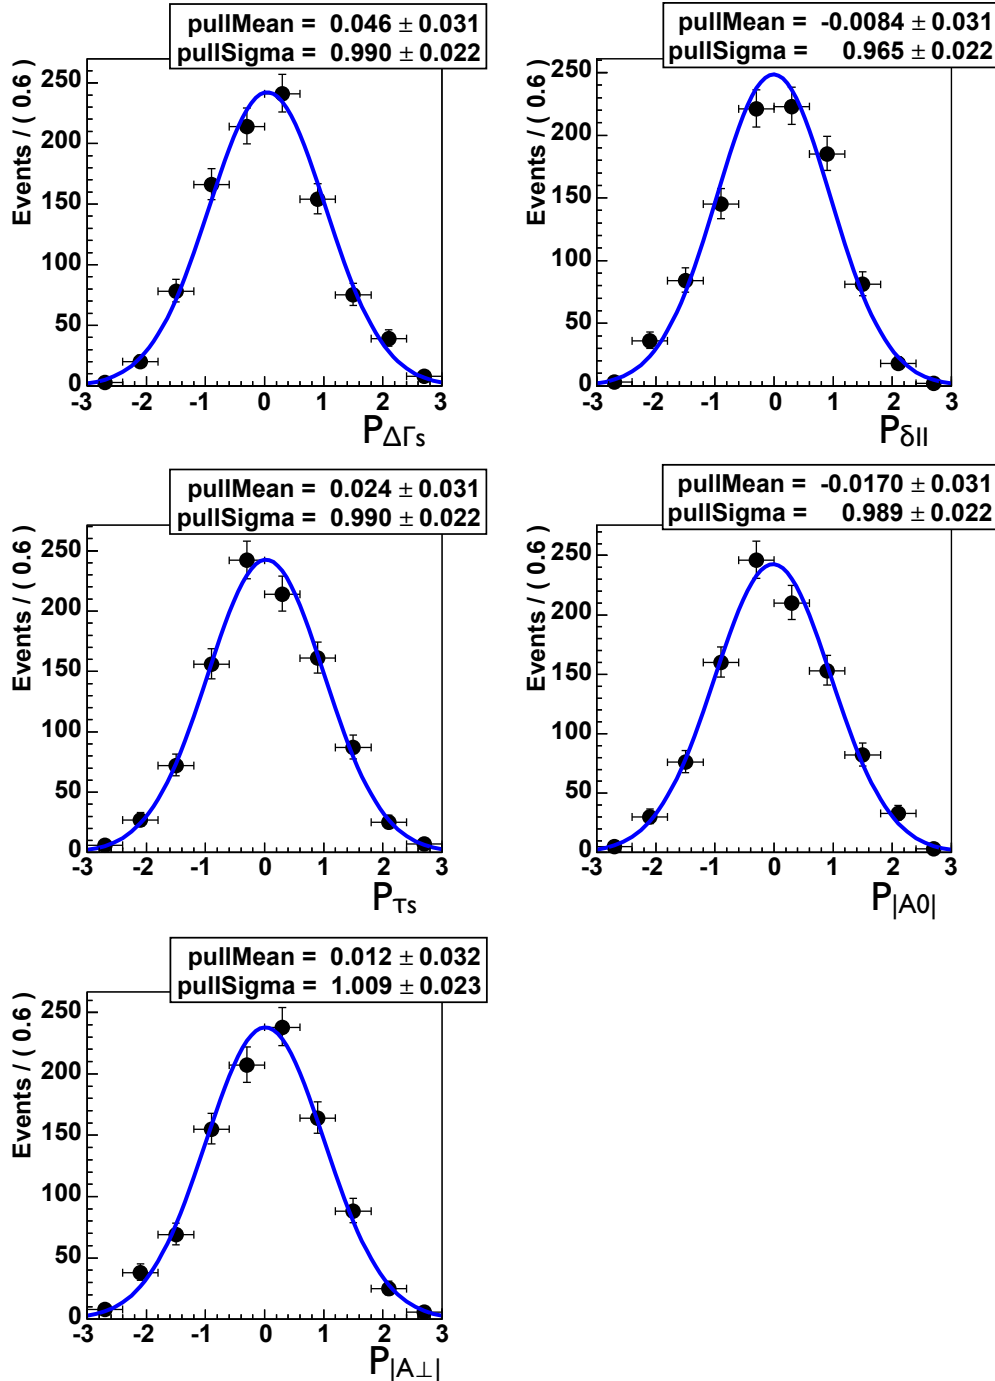 pullMean = 0.046 ± 0.031
pullSigma = 0.990 ± 0.022
Events / ( 0.6 )
250
200
150
100
50
0
-3 -2 -1 0 1 2 3
PΔΓs
pullMean = -0.0084 ± 0.031
pullSigma = 0.965 ± 0.022
Events / ( 0.6 )
250
200
150
100
50
0
-3 -2 -1 0 1 2 3
PδII
pullMean = 0.024 ± 0.031
pullSigma = 0.990 ± 0.022
Events / ( 0.6 )
250
200
150
100
50
0
-3 -2 -1 0 1 2 3
Pτs
pullMean = -0.0170 ± 0.031
pullSigma = 0.989 ± 0.022
Events / ( 0.6 )
250
200
150
100
50
0
-3 -2 -1 0 1 2 3
P|A0|
pullMean = 0.012 ± 0.032
pullSigma = 1.009 ± 0.023
Events / ( 0.6 )
250
200
150
100
50
0
-3 -2 -1 0 1 2 3
P|A⊥|